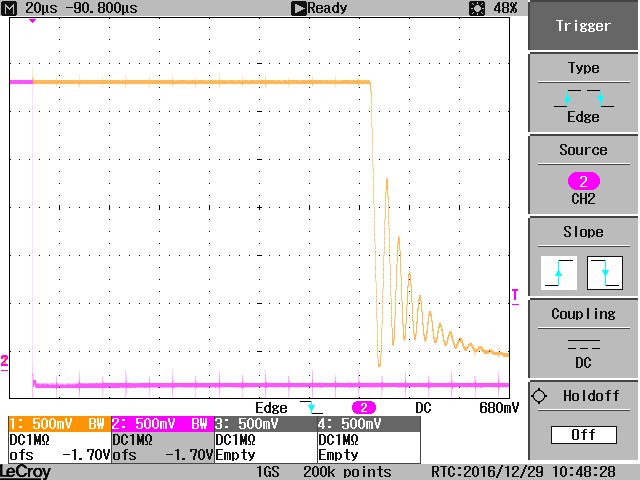 M 20µs -90.800µs Ready 48%
Trigger
Type
Edge
Source
2
CH2
Slope
T
Coupling
DC
2
Holdoff
Off
Edge 2 DC 680mV
1: 500mV BW 2: 500mV BW 3: 500mV 4: 500mV
DC1MΩ DC1MΩ DC1MΩ DC1MΩ
ofs -1.70V ofs -1.70V Empty Empty
LeCroy 1GS 200k points RTC:2016/12/29 10:48:28